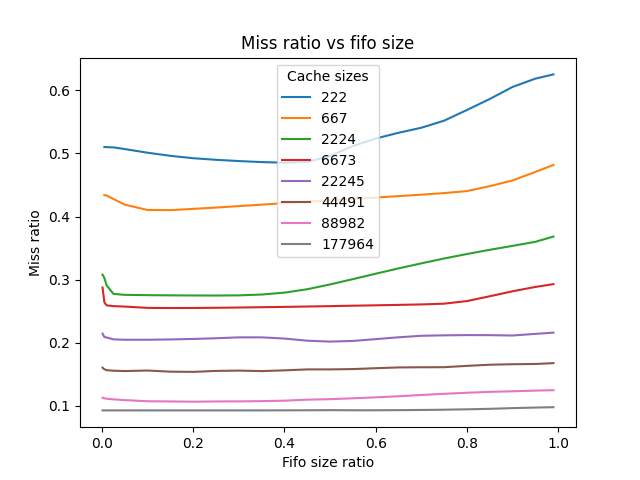 Miss ratio vs fifo size
Cache sizes
222
667
2224
6673
22245
44491
88982
177964
Miss ratio
0.6
0.5
0.4
0.3
0.2
0.1
0.0 0.2 0.4 0.6 0.8 1.0
Fifo size ratio